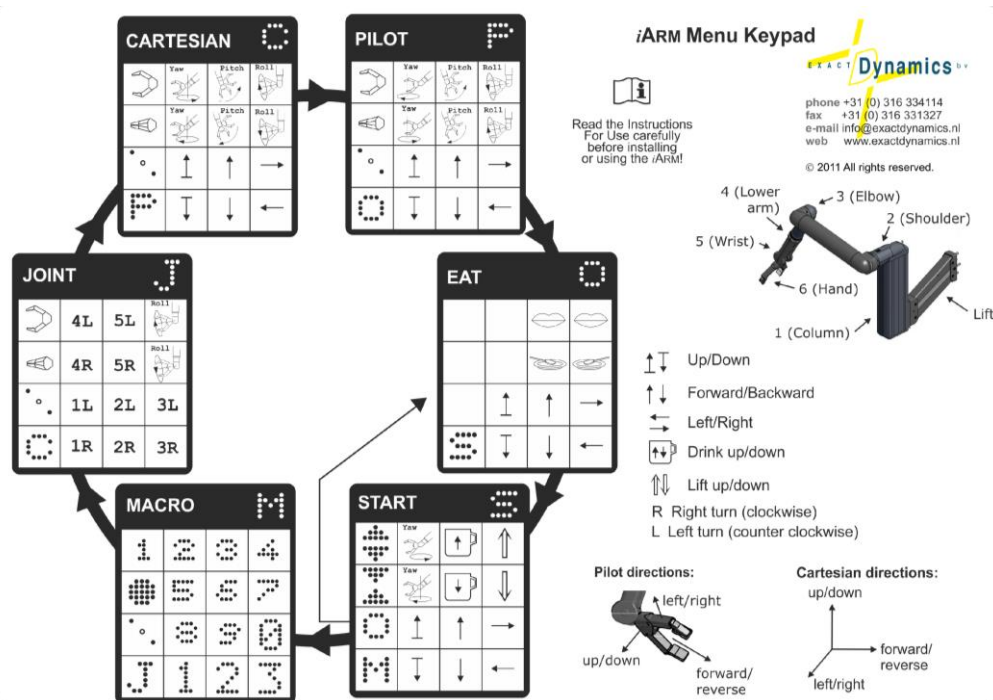 CARTESIAN C
Yaw Pitch Roll
Yaw Pitch Roll
P
PILOT P
Yaw Pitch Roll
Yaw Pitch Roll
O
iARM Menu Keypad
EXACT Dynamics bv
phone +31 (0) 316 334114
fax +31 (0) 316 331327
e-mail info@exactdynamics.nl
web www.exactdynamics.nl
© 2011 All rights reserved.
i
Read the Instructions
For Use carefully
before installing
or using the iARM!
4 (Lower
arm)
3 (Elbow)
2 (Shoulder)
5 (Wrist)
6 (Hand)
1 (Column)
Lift
JOINT J
4L 5L Roll
4R 5R Roll
1L 2L 3L
C 1R 2R 3R
EAT O
S
Up/Down
Forward/Backward
Left/Right
Drink up/down
Lift up/down
R Right turn (clockwise)
L Left turn (counter clockwise)
MACRO M
1 2 3 4
5 6 7
8 9 0
J 1 2 3
START S
Yaw
Yaw
O
M
Pilot directions:
left/right
up/down
forward/
reverse
Cartesian directions:
up/down
forward/
reverse
left/right